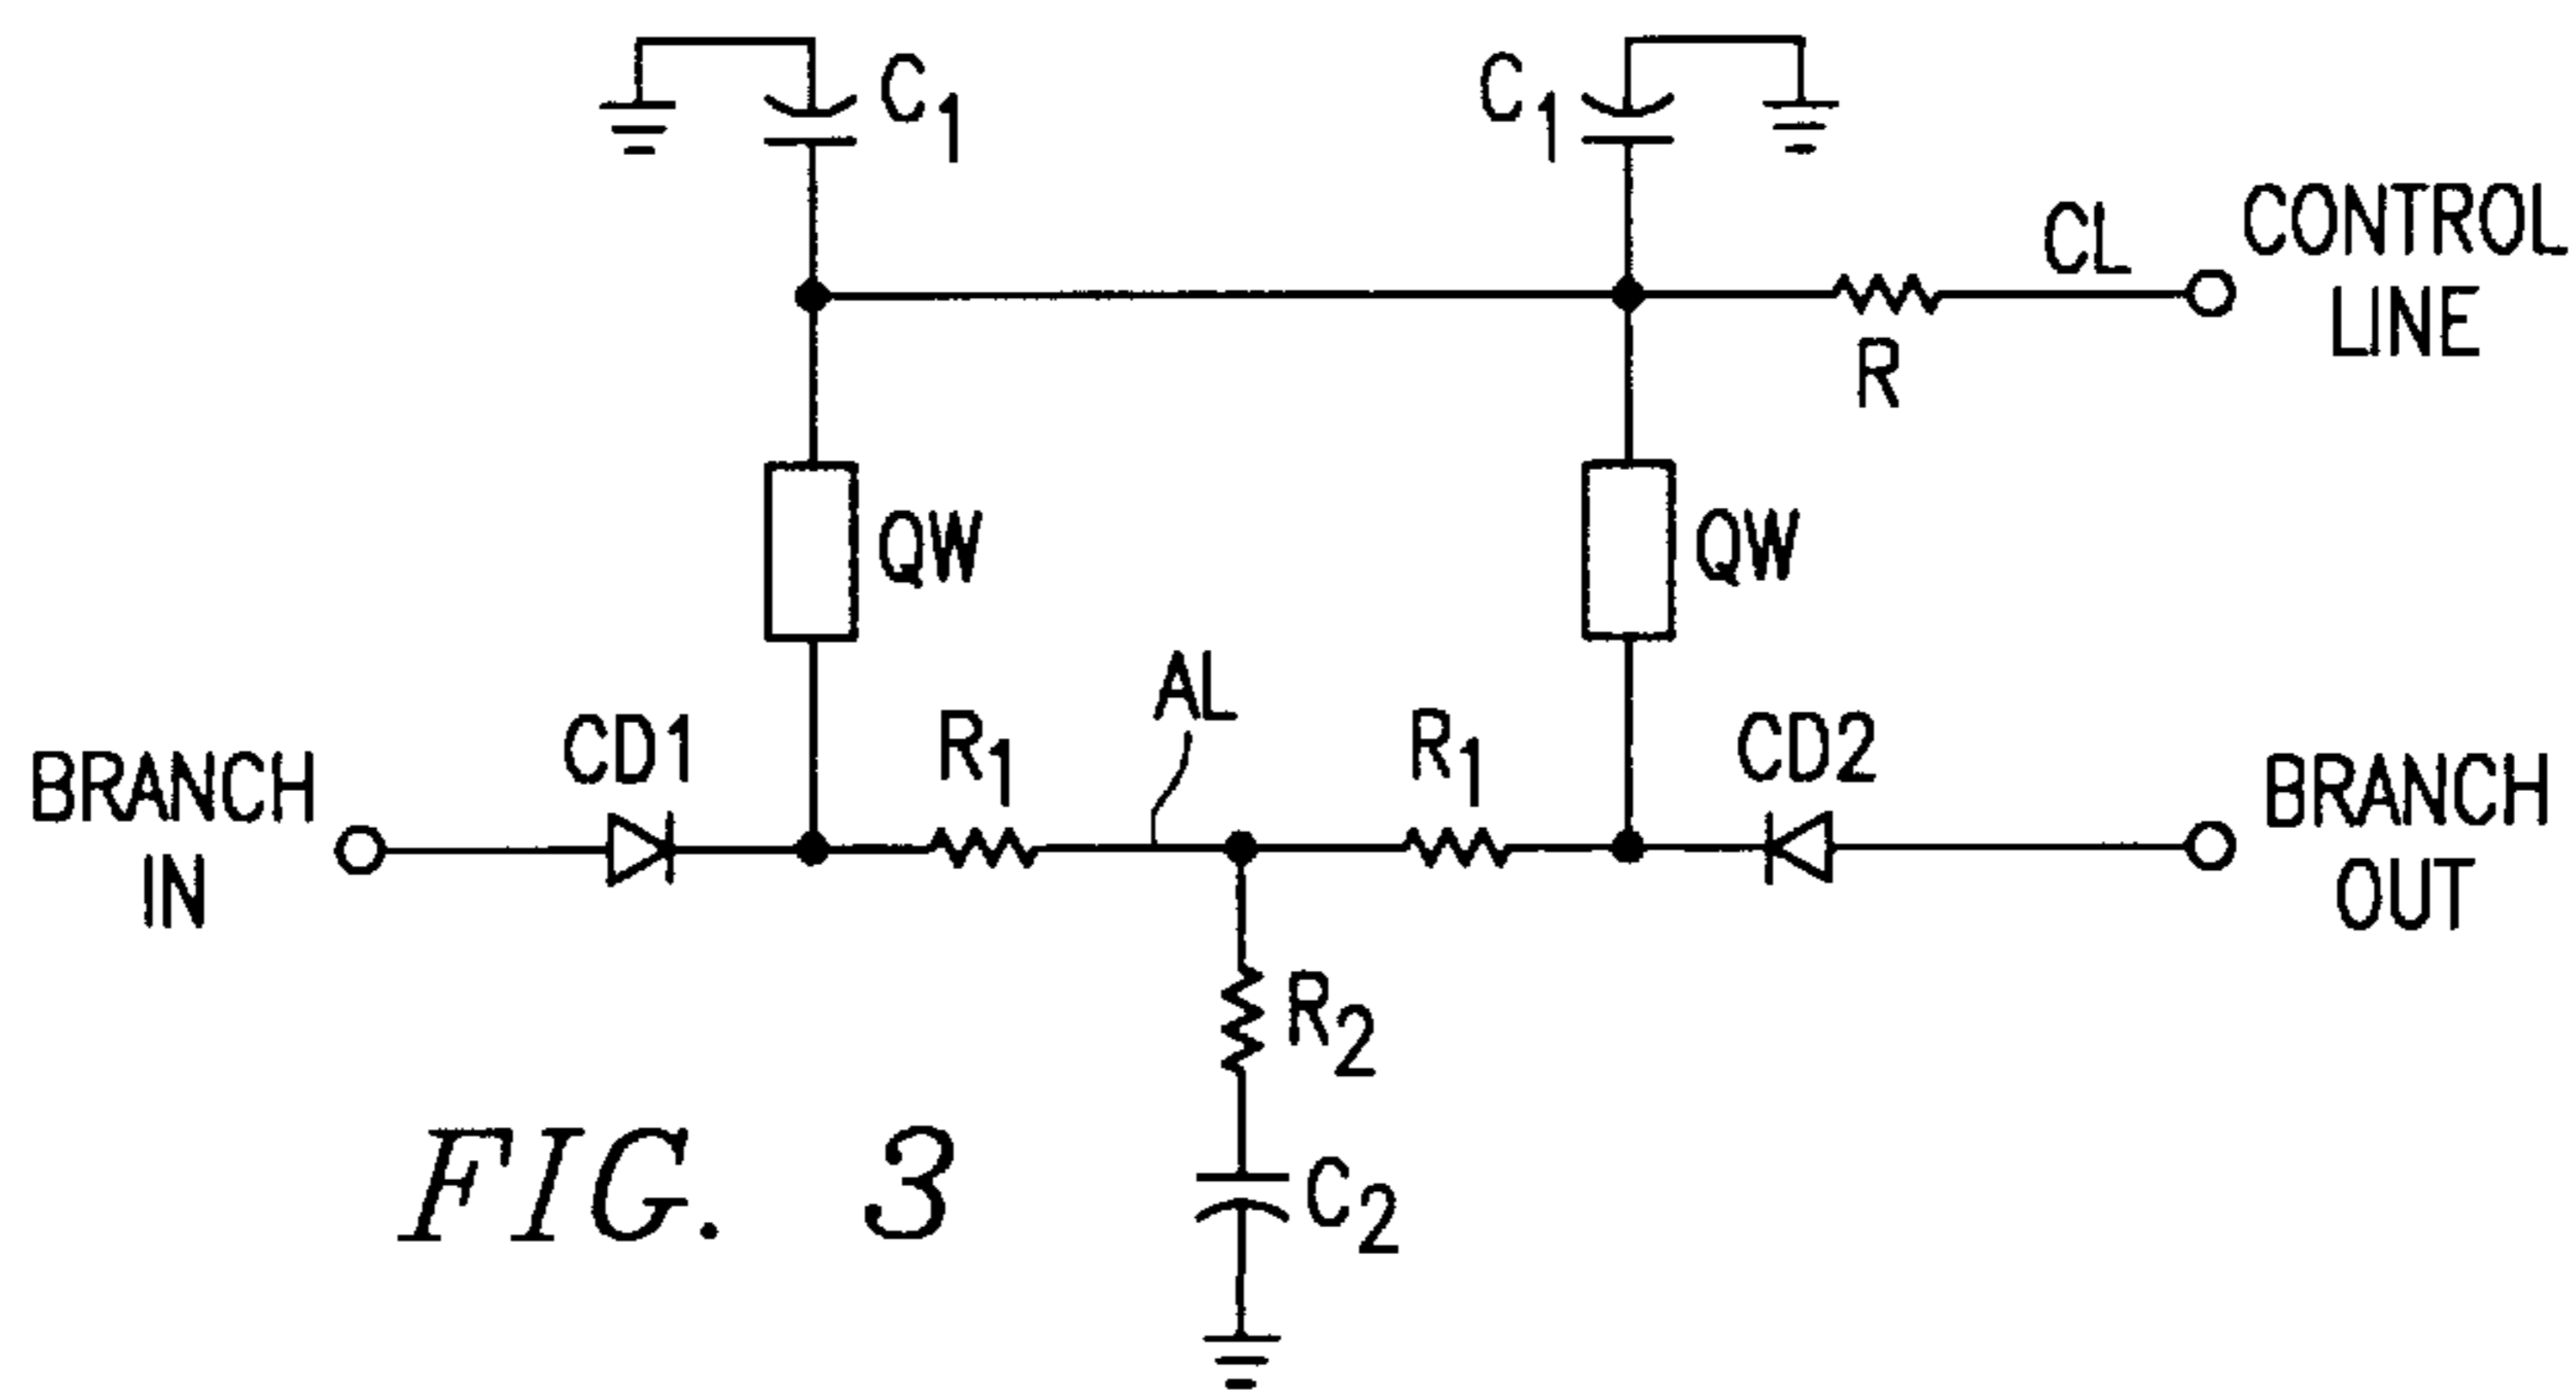 C1
C1
CL
CONTROL
LINE
R
QW
QW
AL
CD1
R1
R1
CD2
BRANCH
IN
BRANCH
OUT
R2
C2
FIG. 3